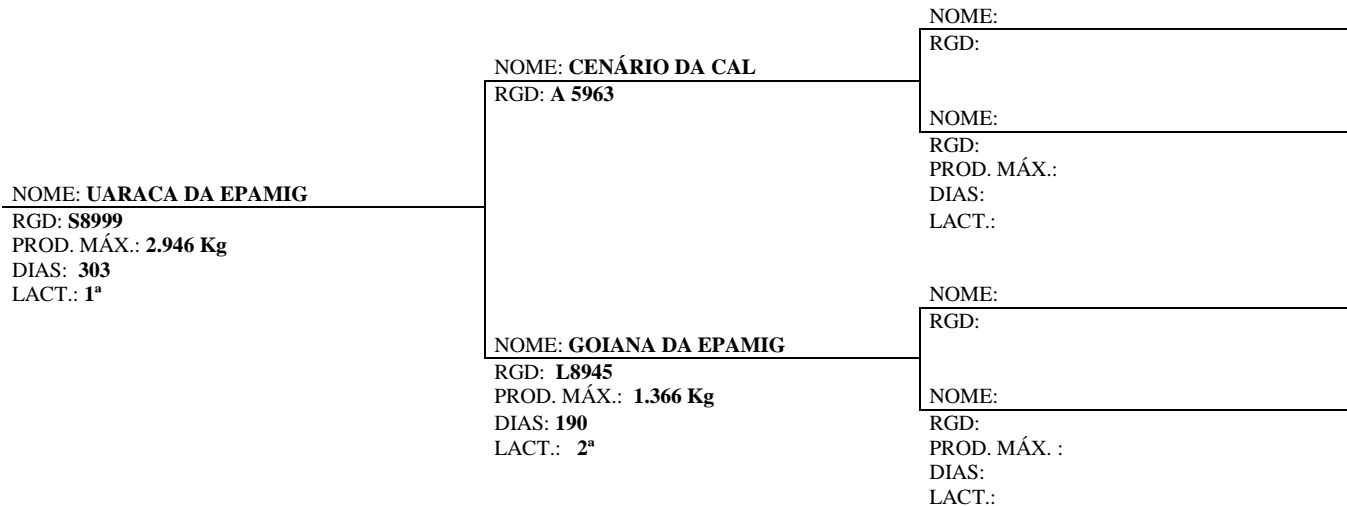 NOME:
RGD:
NOME: CENÁRIO DA CAL
RGD: A 5963
NOME:
RGD:
PROD. MÁX.:
DIAS:
LACT.:
NOME: UARACA DA EPAMIG
RGD: S8999
PROD. MÁX.: 2.946 Kg
DIAS: 303
LACT.: 1ª
NOME:
RGD:
NOME: GOIANA DA EPAMIG
RGD: L8945
PROD. MÁX.: 1.366 Kg
DIAS: 190
LACT.: 2ª
NOME:
RGD:
PROD. MÁX. :
DIAS:
LACT.: